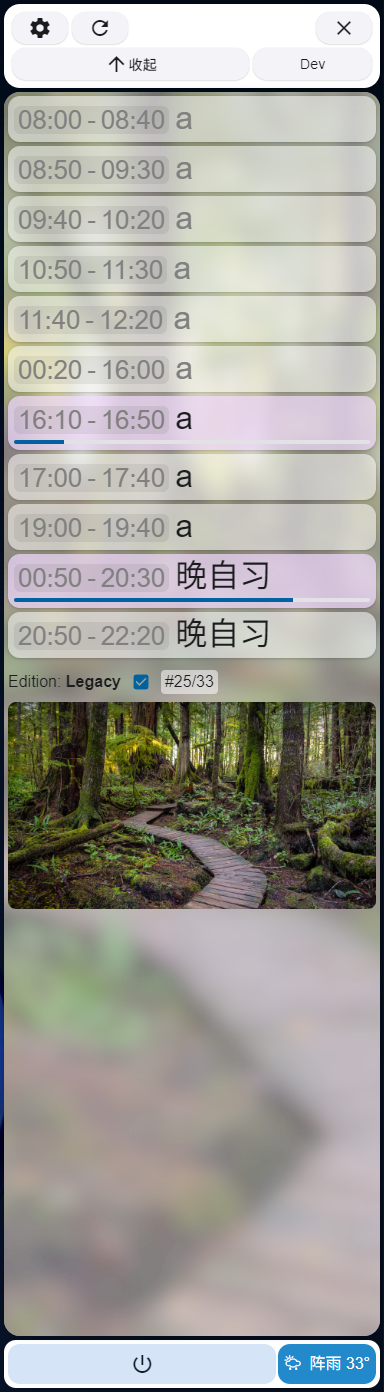 收起 Dev
08:00 - 08:40 a
08:50 - 09:30 a
09:40 - 10:20 a
10:50 - 11:30 a
11:40 - 12:20 a
00:20 - 16:00 a
16:10 - 16:50 a
17:00 - 17:40 a
19:00 - 19:40 a
00:50 - 20:30 晚自习
20:50 - 22:20 晚自习
Edition: Legacy #25/33
阵雨 33°